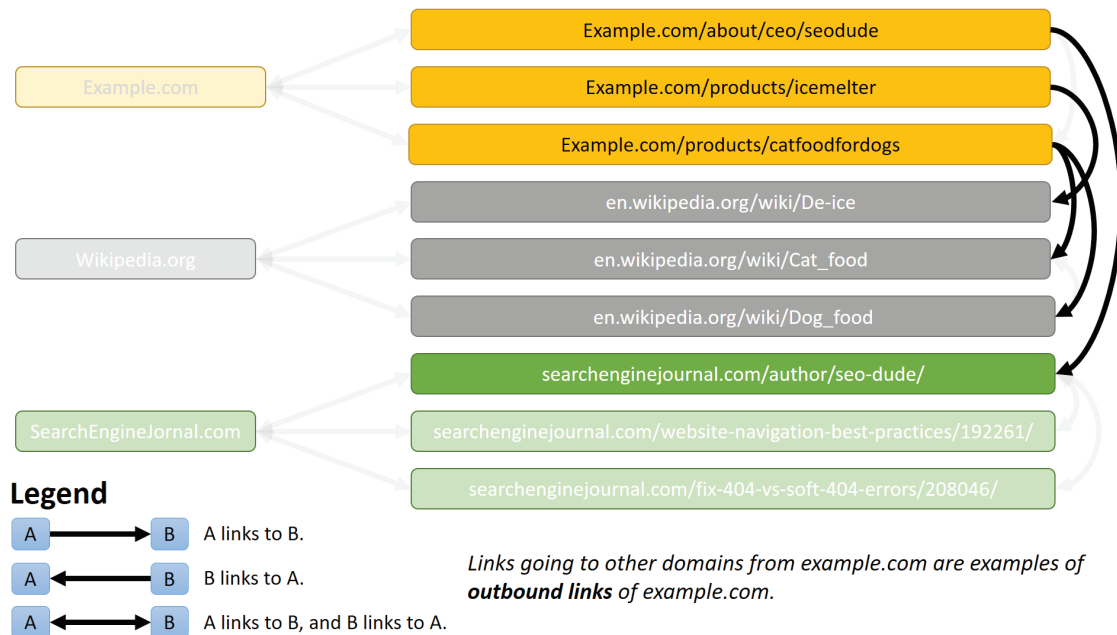 Example.com/about/ceo/seodude
Example.com
Example.com/products/icemelter
Example.com/products/catfoodfordogs
en.wikipedia.org/wiki/De-ice
Wikipedia.org
en.wikipedia.org/wiki/Cat_food
en.wikipedia.org/wiki/Dog_food
searchenginejournal.com/author/seo-dude/
SearchEngineJornal.com
searchenginejournal.com/website-navigation-best-practices/192261/
searchenginejournal.com/fix-404-vs-soft-404-errors/208046/
Legend
A B A links to B.
A B B links to A.
A B A links to B, and B links to A.
Links going to other domains from example.com are examples of
outbound links of example.com.